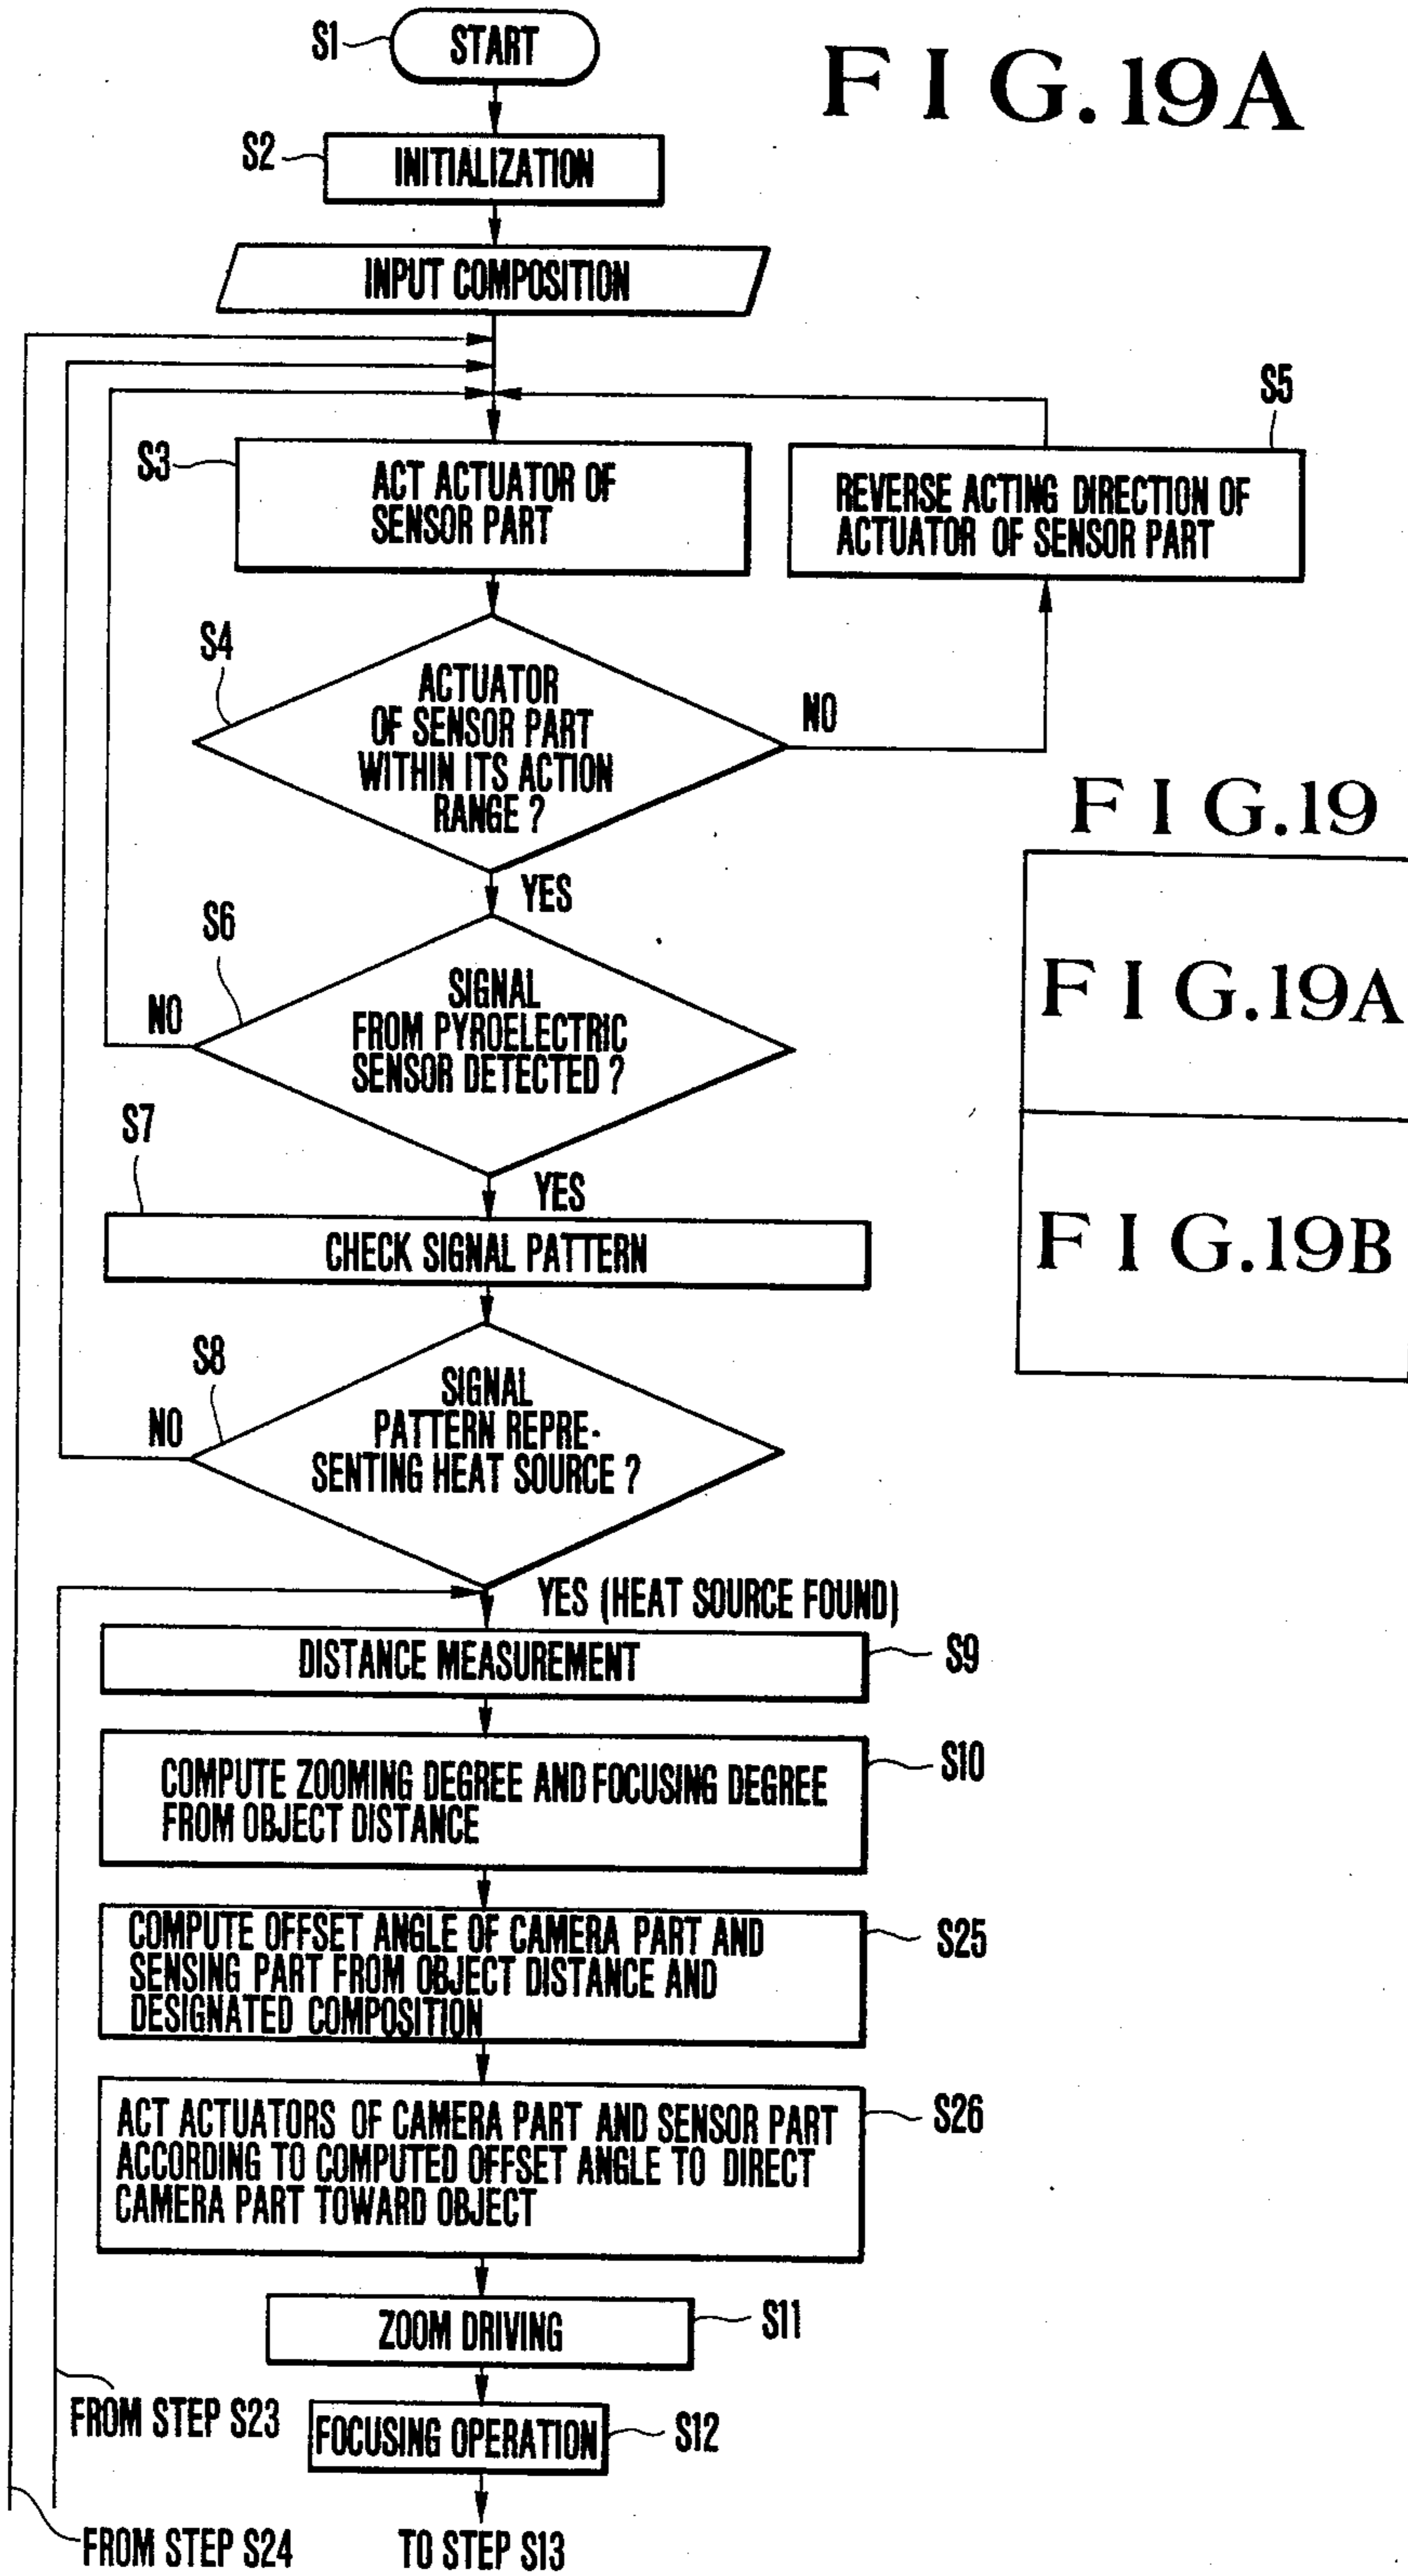 F I G. 19A
S1
START
S2
INITIALIZATION
INPUT COMPOSITION
S3
ACT ACTUATOR OF
SENSOR PART
S5
REVERSE ACTING DIRECTION OF
ACTUATOR OF SENSOR PART
S4
ACTUATOR
OF SENSOR PART
WITHIN ITS ACTION
RANGE ?
NO
YES
F I G. 19
F I G. 19A
F I G. 19B
S6
SIGNAL
FROM PYROELECTRIC
SENSOR DETECTED ?
NO
YES
S7
CHECK SIGNAL PATTERN
S8
SIGNAL
PATTERN REPRE-
SENTING HEAT SOURCE ?
NO
YES (HEAT SOURCE FOUND)
DISTANCE MEASUREMENT
S9
COMPUTE ZOOMING DEGREE AND FOCUSING DEGREE
FROM OBJECT DISTANCE
S10
COMPUTE OFFSET ANGLE OF CAMERA PART AND
SENSING PART FROM OBJECT DISTANCE AND
DESIGNATED COMPOSITION
S25
ACT ACTUATORS OF CAMERA PART AND SENSOR PART
ACCORDING TO COMPUTED OFFSET ANGLE TO DIRECT
CAMERA PART TOWARD OBJECT
S26
ZOOM DRIVING
S11
FROM STEP S23
FOCUSING OPERATION
S12
FROM STEP S24
TO STEP S13